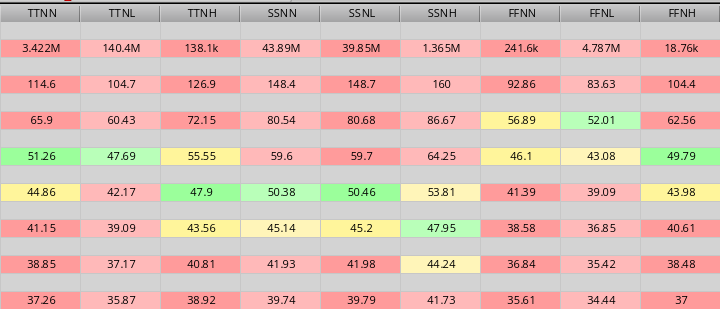 TTNN TTNL TTNH SSNN SSNL SSNH FFNN FFNL FFNH
3.422M 140.4M 138.1k 43.89M 39.85M 1.365M 241.6k 4.787M 18.76k
114.6 104.7 126.9 148.4 148.7 160 92.86 83.63 104.4
65.9 60.43 72.15 80.54 80.68 86.67 56.89 52.01 62.56
51.26 47.69 55.55 59.6 59.7 64.25 46.1 43.08 49.79
44.86 42.17 47.9 50.38 50.46 53.81 41.39 39.09 43.98
41.15 39.09 43.56 45.14 45.2 47.95 38.58 36.85 40.61
38.85 37.17 40.81 41.93 41.98 44.24 36.84 35.42 38.48
37.26 35.87 38.92 39.74 39.79 41.73 35.61 34.44 37